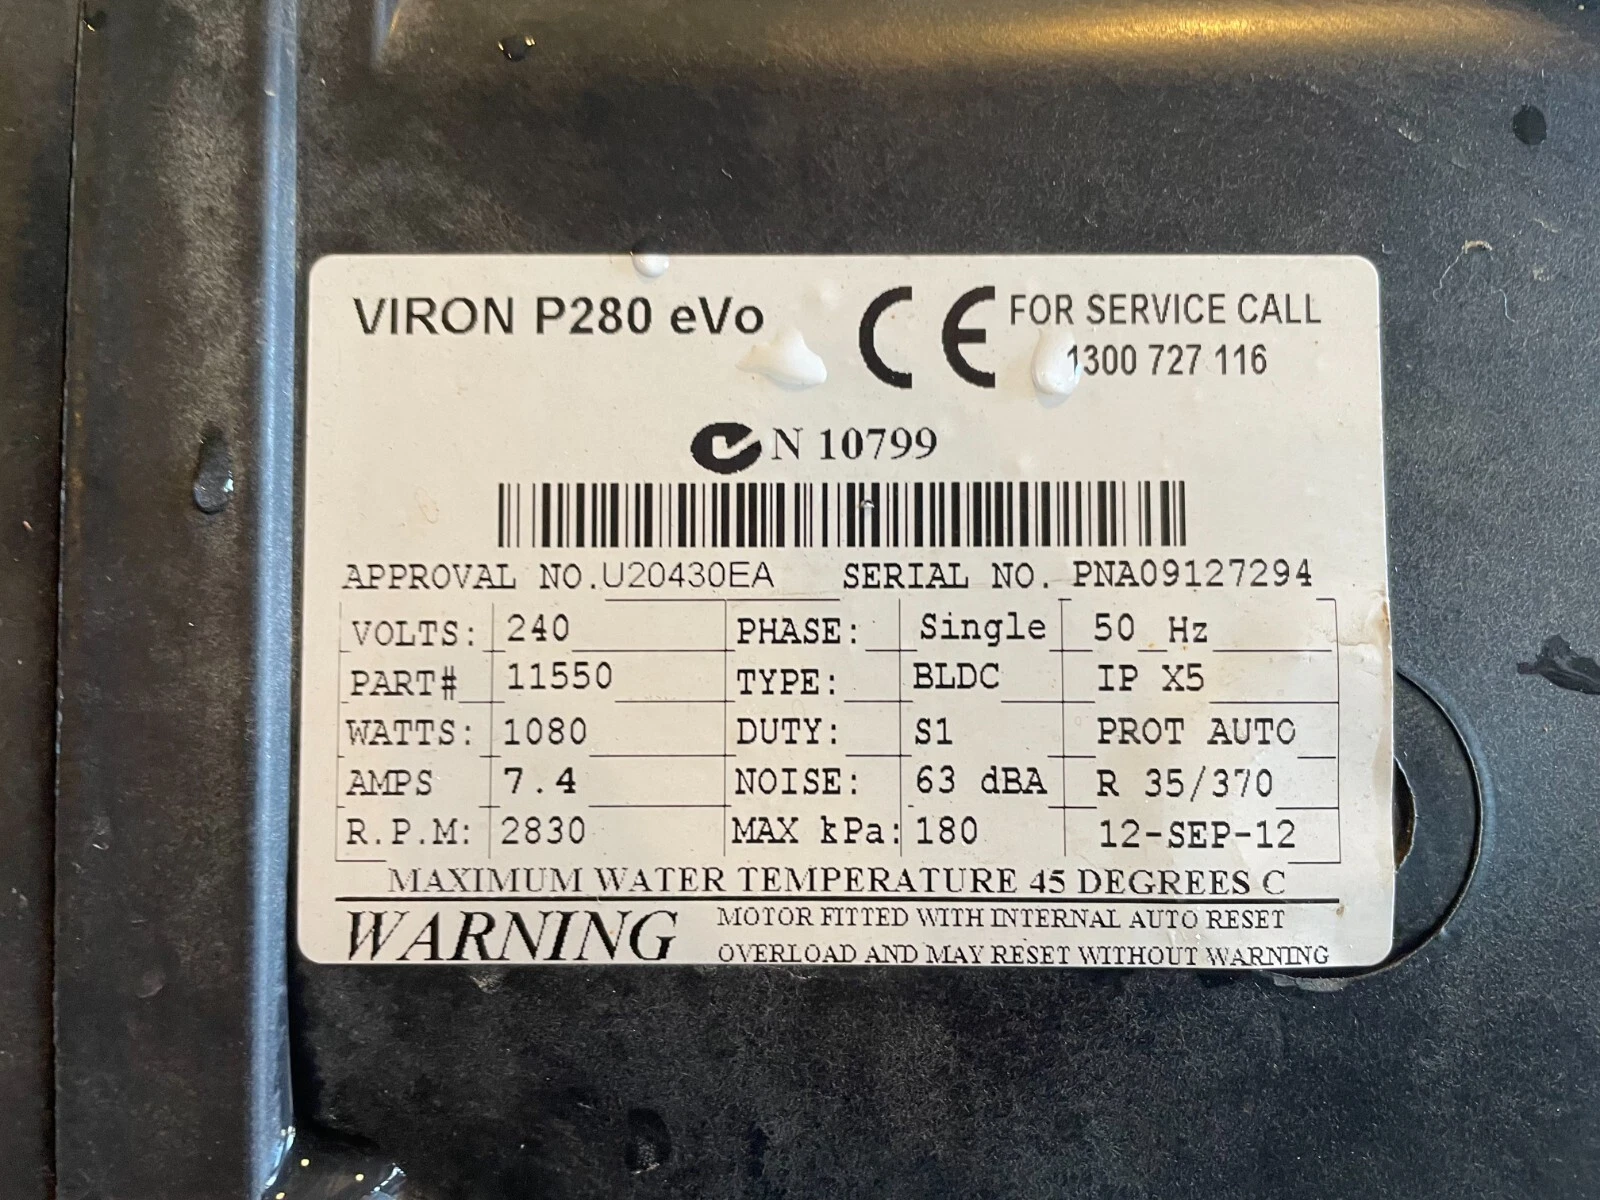 VIRON P280 eVo
CE
FOR SERVICE CALL
1300 727 116
N 10799
APPROVAL NO.U20430EA SERIAL NO. PNA09127294
VOLTS: 240 PHASE: Single 50 Hz
PART# 11550 TYPE: BLDC IP X5
WATTS: 1080 DUTY: S1 PROT AUTO
AMPS 7.4 NOISE: 63 dBA R 35/370
R.P.M: 2830 MAX kPa: 180 12-SEP-12
MAXIMUM WATER TEMPERATURE 45 DEGREES C
WARNING MOTOR FITTED WITH INTERNAL AUTO RESET
OVERLOAD AND MAY RESET WITHOUT WARNING